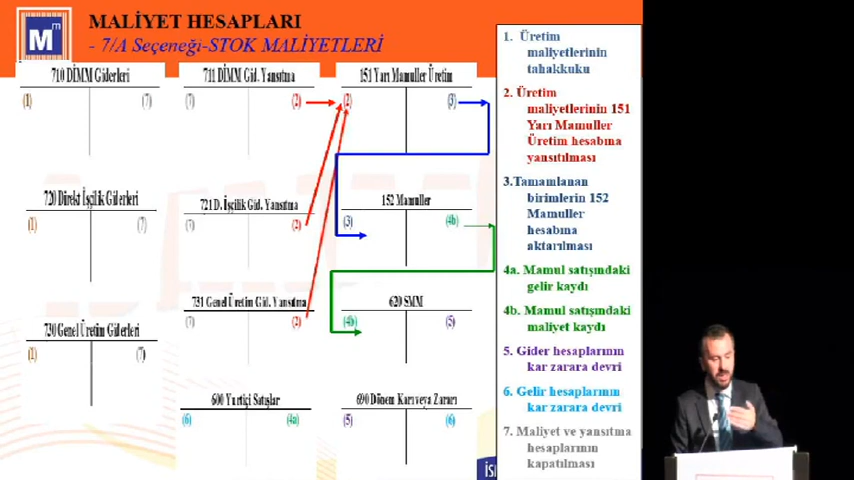 Mm
MALİYET HESAPLARI
- 7/A Seçeneği-STOK MALİYETLERİ
710 DİMM Giderleri
(1) (7)
711 DİMM Gid. Yansıtma
(7) (2)
151 Yarı Mamuller Üretim
(2) (3)
720 Direkt İşçilik Giderleri
(1) (7)
721 D. İşçilik Gid. Yansıtma
(7) (2)
152 Mamuller
(3) (4b)
731 Genel Üretim Gid. Yansıtma
(7) (2)
620 SMM
(4b) (5)
730 Genel Üretim Giderleri
(1) (7)
600 Yurtiçi Satışlar
(6) (4a)
690 Dönem Karı veya Zararı
(5) (6)
1. Üretim
maliyetlerinin
tahakkuku
2. Üretim
maliyetlerinin 151
Yarı Mamuller
Üretim hesabına
yansıtılması
3.Tamamlanan
birimlerin 152
Mamuller
hesabına
aktarılması
4a. Mamul satışındaki
gelir kaydı
4b. Mamul satışındaki
maliyet kaydı
5. Gider hesaplarının
kar zarara devri
6. Gelir hesaplarının
kar zarara devri
7. Maliyet ve yansıtma
hesaplarının
kapatılması